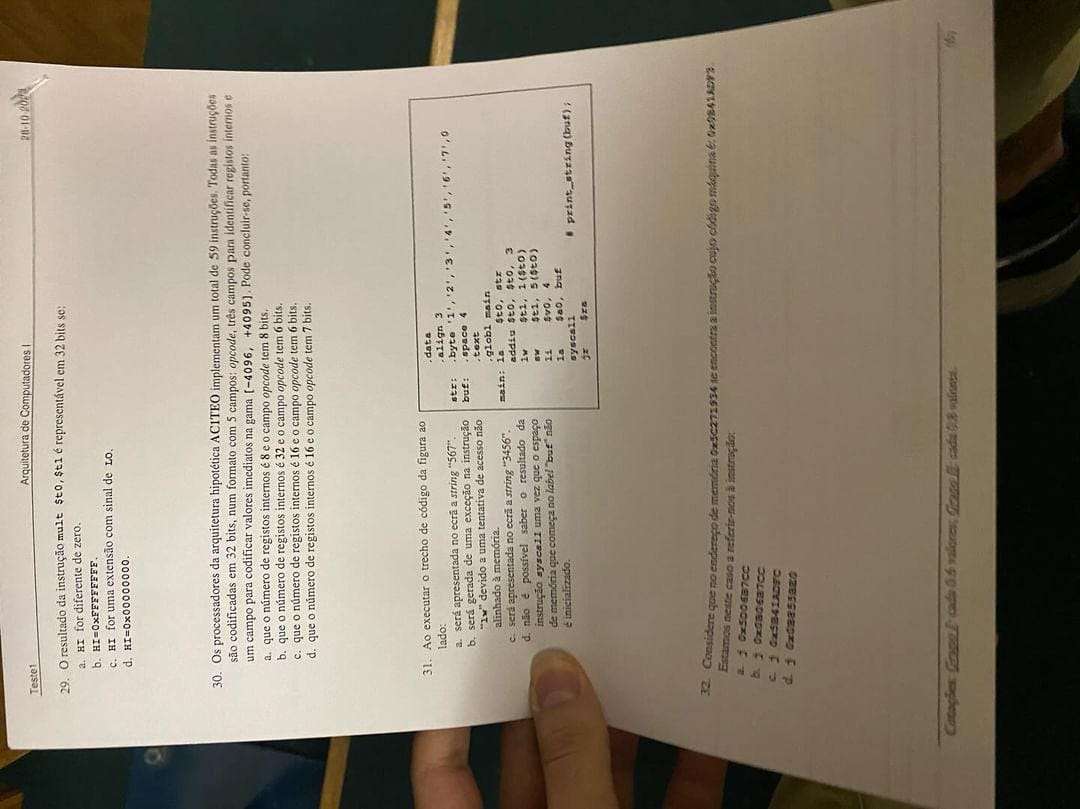 Teste1 Arquitetura de Computadores I 28-10-202
29. O resultado da instrução mult $t0,$t1 é representável em 32 bits se:
a. HI for diferente de zero.
b. HI=0xFFFFFFFF.
c. HI for uma extensão com sinal de LO.
d. HI=0x00000000.
30. Os processadores da arquitetura hipotética AC1TEO implementam um total de 59 instruções. Todas as instruções
são codificadas em 32 bits, num formato com 5 campos: opcode, três campos para identificar registos internos e
um campo para codificar valores imediatos na gama [-4096, +4095]. Pode concluir-se, portanto:
a. que o número de registos internos é 8 e o campo opcode tem 8 bits.
b. que o número de registos internos é 32 e o campo opcode tem 6 bits.
c. que o número de registos internos é 16 e o campo opcode tem 6 bits.
d. que o número de registos internos é 16 e o campo opcode tem 7 bits.
31. Ao executar o trecho de código da figura ao
lado:
a. será apresentada no ecrã a string "567".
b. será gerada de uma exceção na instrução
"lw" devido a uma tentativa de acesso não
alinhado à memória.
c. será apresentada no ecrã a string "3456".
d. não é possível saber o resultado da
instrução syscall uma vez que o espaço
de memória que começa no label "buf" não
é inicializado.
.data
.align 3
str: .byte '1','2','3','4','5','6','7',0
buf: .space 4
.text
.globl main
main: la $t0, str
addiu $t0, $t0, 3
lw $t1, 1($t0)
sw $t1, 5($t0)
li $v0, 4
la $a0, buf
syscall # print_string(buf);
jr $ra
32. Considere que no endereço de memória 0x5C271934 se encontra a instrução cujo código máquina é: 0x0B41ADF3.
Estamos neste caso a referir-nos à instrução:
a. j 0x5D06B7CC
b. j 0x0D06B7CC
c. j 0x5B41ADFC
d. j
Cotações: Grupo I: cada 0.5 valores; Grupo II: cada 0.8 valores.